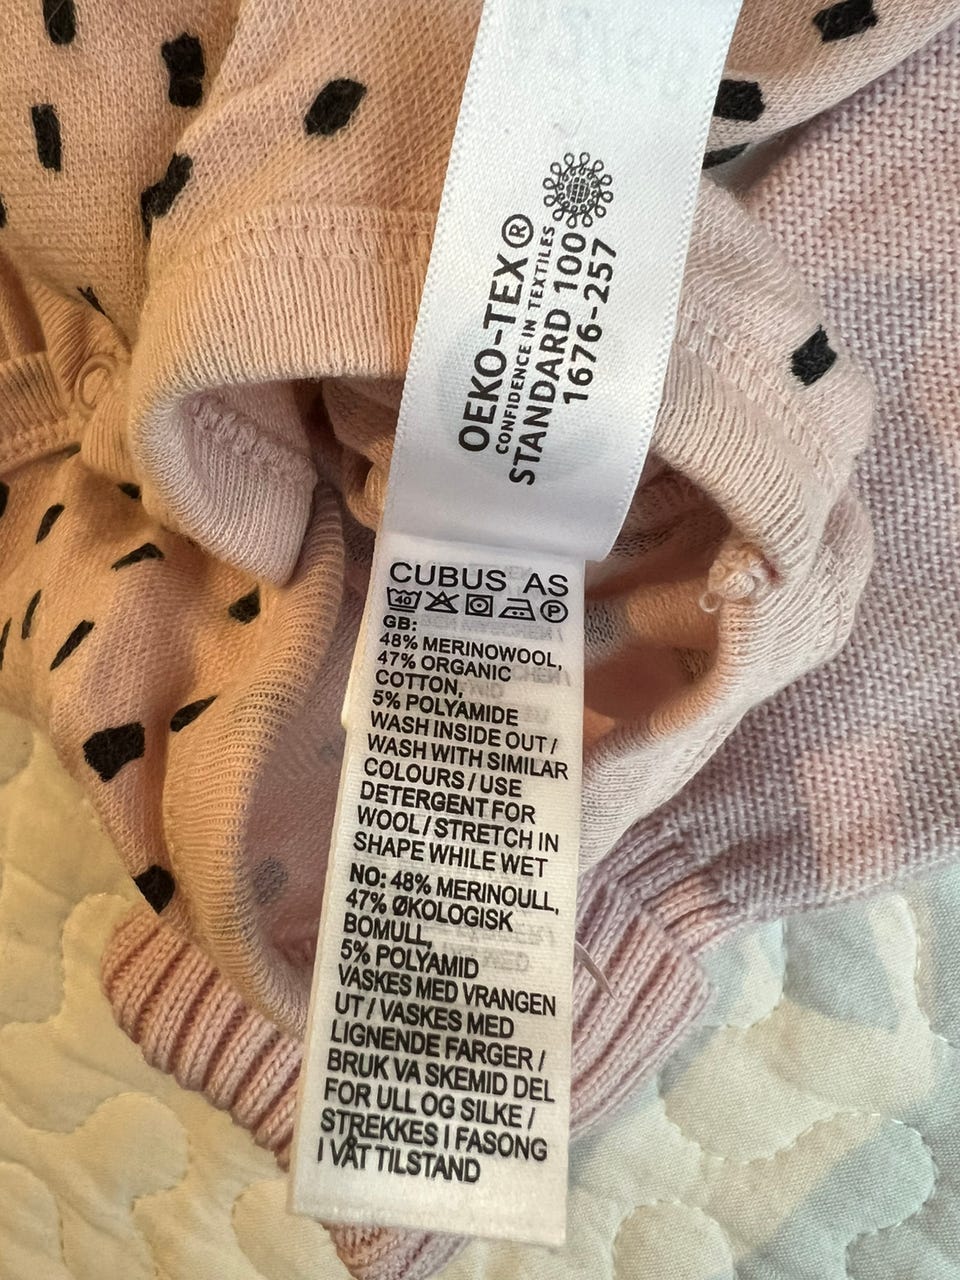 OEKO-TEX®
CONFIDENCE IN TEXTILES
STANDARD 100
1676-257
CUBUS AS
40 P
GB:
48% MERINOWOOL,
47% ORGANIC
COTTON,
5% POLYAMIDE
WASH INSIDE OUT /
WASH WITH SIMILAR
COLOURS / USE
DETERGENT FOR
WOOL / STRETCH IN
SHAPE WHILE WET
NO: 48% MERINOULL,
47% ØKOLOGISK
BOMULL,
5% POLYAMID
VASKES MED VRANGEN
UT / VASKES MED
LIGNENDE FARGER /
BRUK VA SKEMID DEL
FOR ULL OG SILKE /
STREKKES I FASONG
I VÅT TILSTAND